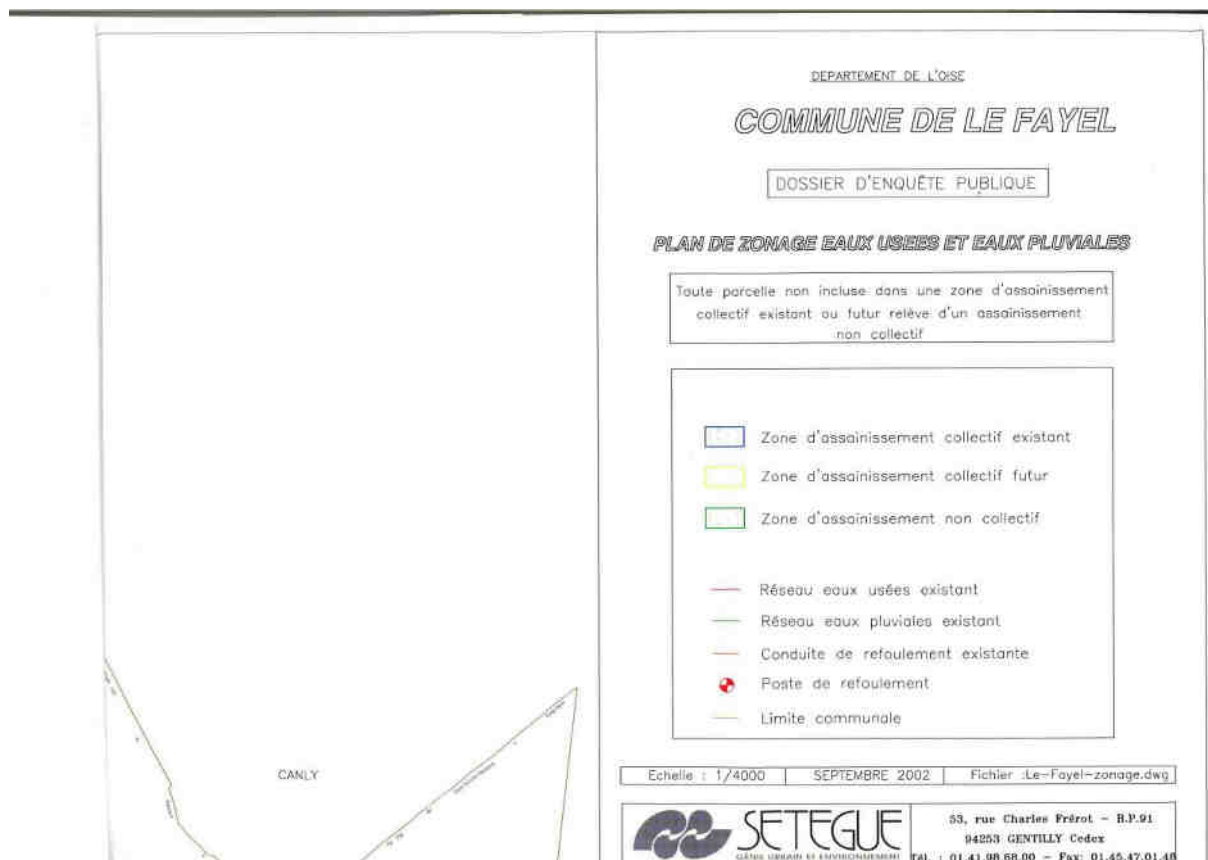 DEPARTEMENT DE L'OISE
COMMUNE DE LE FAYEL
DOSSIER D'ENQUÊTE PUBLIQUE
PLAN DE ZONAGE EAUX USEES ET EAUX PLUVIALES
Toute parcelle non incluse dans une zone d'assainissement
collectif existant ou futur relève d'un assainissement
non collectif
Zone d'assainissement collectif existant
Zone d'assainissement collectif futur
Zone d'assainissement non collectif
Réseau eaux usées existant
Réseau eaux pluviales existant
Conduite de refoulement existante
Poste de refoulement
Limite communale
CANLY
Echelle : 1/4000 SEPTEMBRE 2002 Fichier :Le-Fayel-zonage.dwg
SETEGUE
GÉNIE URBAIN ET ENVIRONNEMENT
53, rue Charles Frérot - B.P.91
94253 GENTILLY Cedex
Tél. : 01.41.98.68.00 - Fax: 01.45.47.01.48